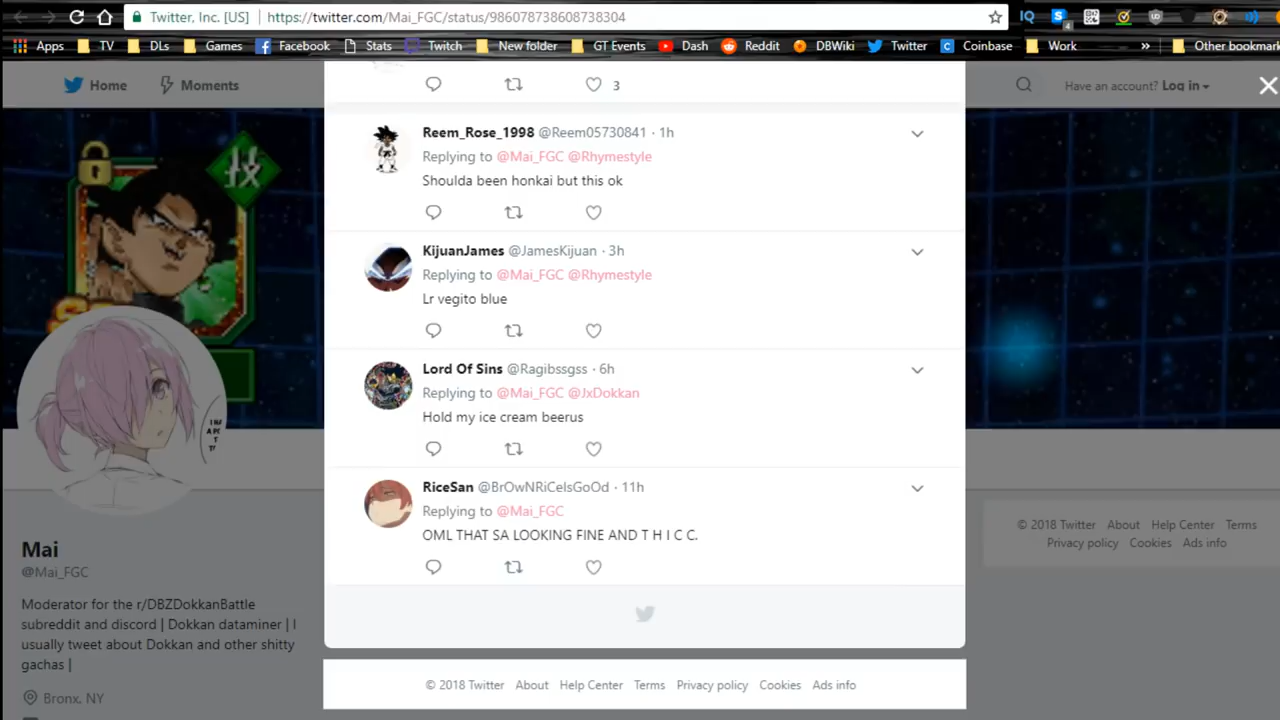 Twitter, Inc. [US] https://twitter.com/Mai_FGC/status/986078738608738304
Apps TV DLs Games Facebook Stats Twitch New folder GT Events Dash Reddit DBWiki Twitter Coinbase Work » Other bookmark
Home Moments Have an account? Log in
3
Reem_Rose_1998 @Reem05730841 · 1h
Replying to @Mai_FGC @Rhymestyle
Shoulda been honkai but this ok
KijuanJames @JamesKijuan · 3h
Replying to @Mai_FGC @Rhymestyle
Lr vegito blue
Lord Of Sins @Ragibssgss · 6h
Replying to @Mai_FGC @JxDokkan
Hold my ice cream beerus
RiceSan @BrOwNRiCeIsGoOd · 11h
Replying to @Mai_FGC
OML THAT SA LOOKING FINE AND T H I C C.
技
Mai
@Mai_FGC
Moderator for the r/DBZDokkanBattle
subreddit and discord | Dokkan dataminer | I
usually tweet about Dokkan and other shitty
gachas |
Bronx, NY
© 2018 Twitter About Help Center Terms
Privacy policy Cookies Ads info
© 2018 Twitter About Help Center Terms Privacy policy Cookies Ads info